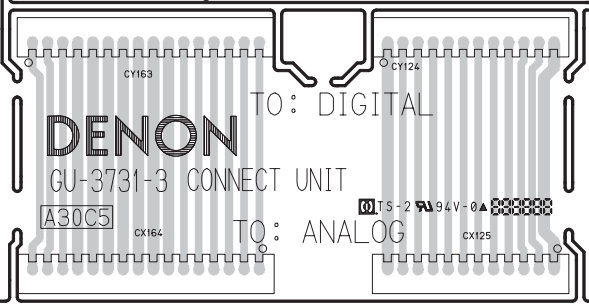 CY163
CY124
TO: DIGITAL
DENON
GU-3731-3 CONNECT UNIT
A30C5
TS-2 94V-0
TO: ANALOG
CX164
CX125